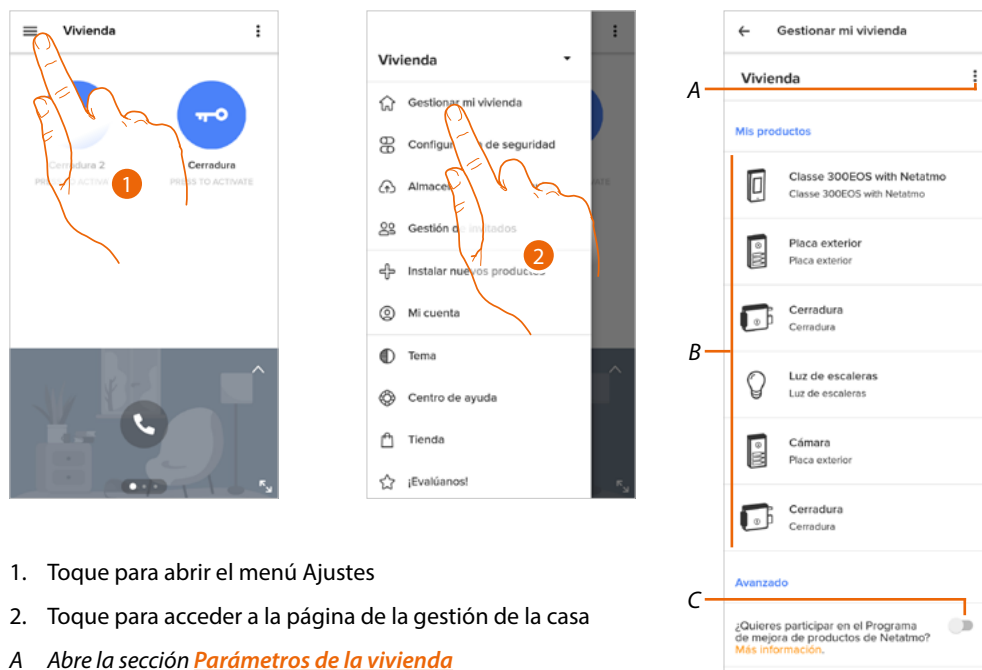 Vivienda
Cerradura 2
Cerradura
PRESS TO ACTIVATE
1
Vivienda
Gestionar mi vivienda
de seguridad
Gestión de invitados
Instalar nuevos productos
Mi cuenta
Tema
Centro de ayuda
Tienda
¡Evalúanos!
2
Gestionar mi vivienda
Vivienda
A
Mis productos
Classe 300EOS with Netatmo
Classe 300EOS with Netatmo
Placa exterior
Placa exterior
Cerradura
Cerradura
B
Luz de escaleras
Luz de escaleras
Cámara
Placa exterior
Cerradura
Cerradura
Avanzado
C
¿Quieres participar en el Programa
de mejora de productos de Netatmo?
Más información.
1. Toque para abrir el menú Ajustes
2. Toque para acceder a la página de la gestión de la casa
A Abre la sección Parámetros de la vivienda